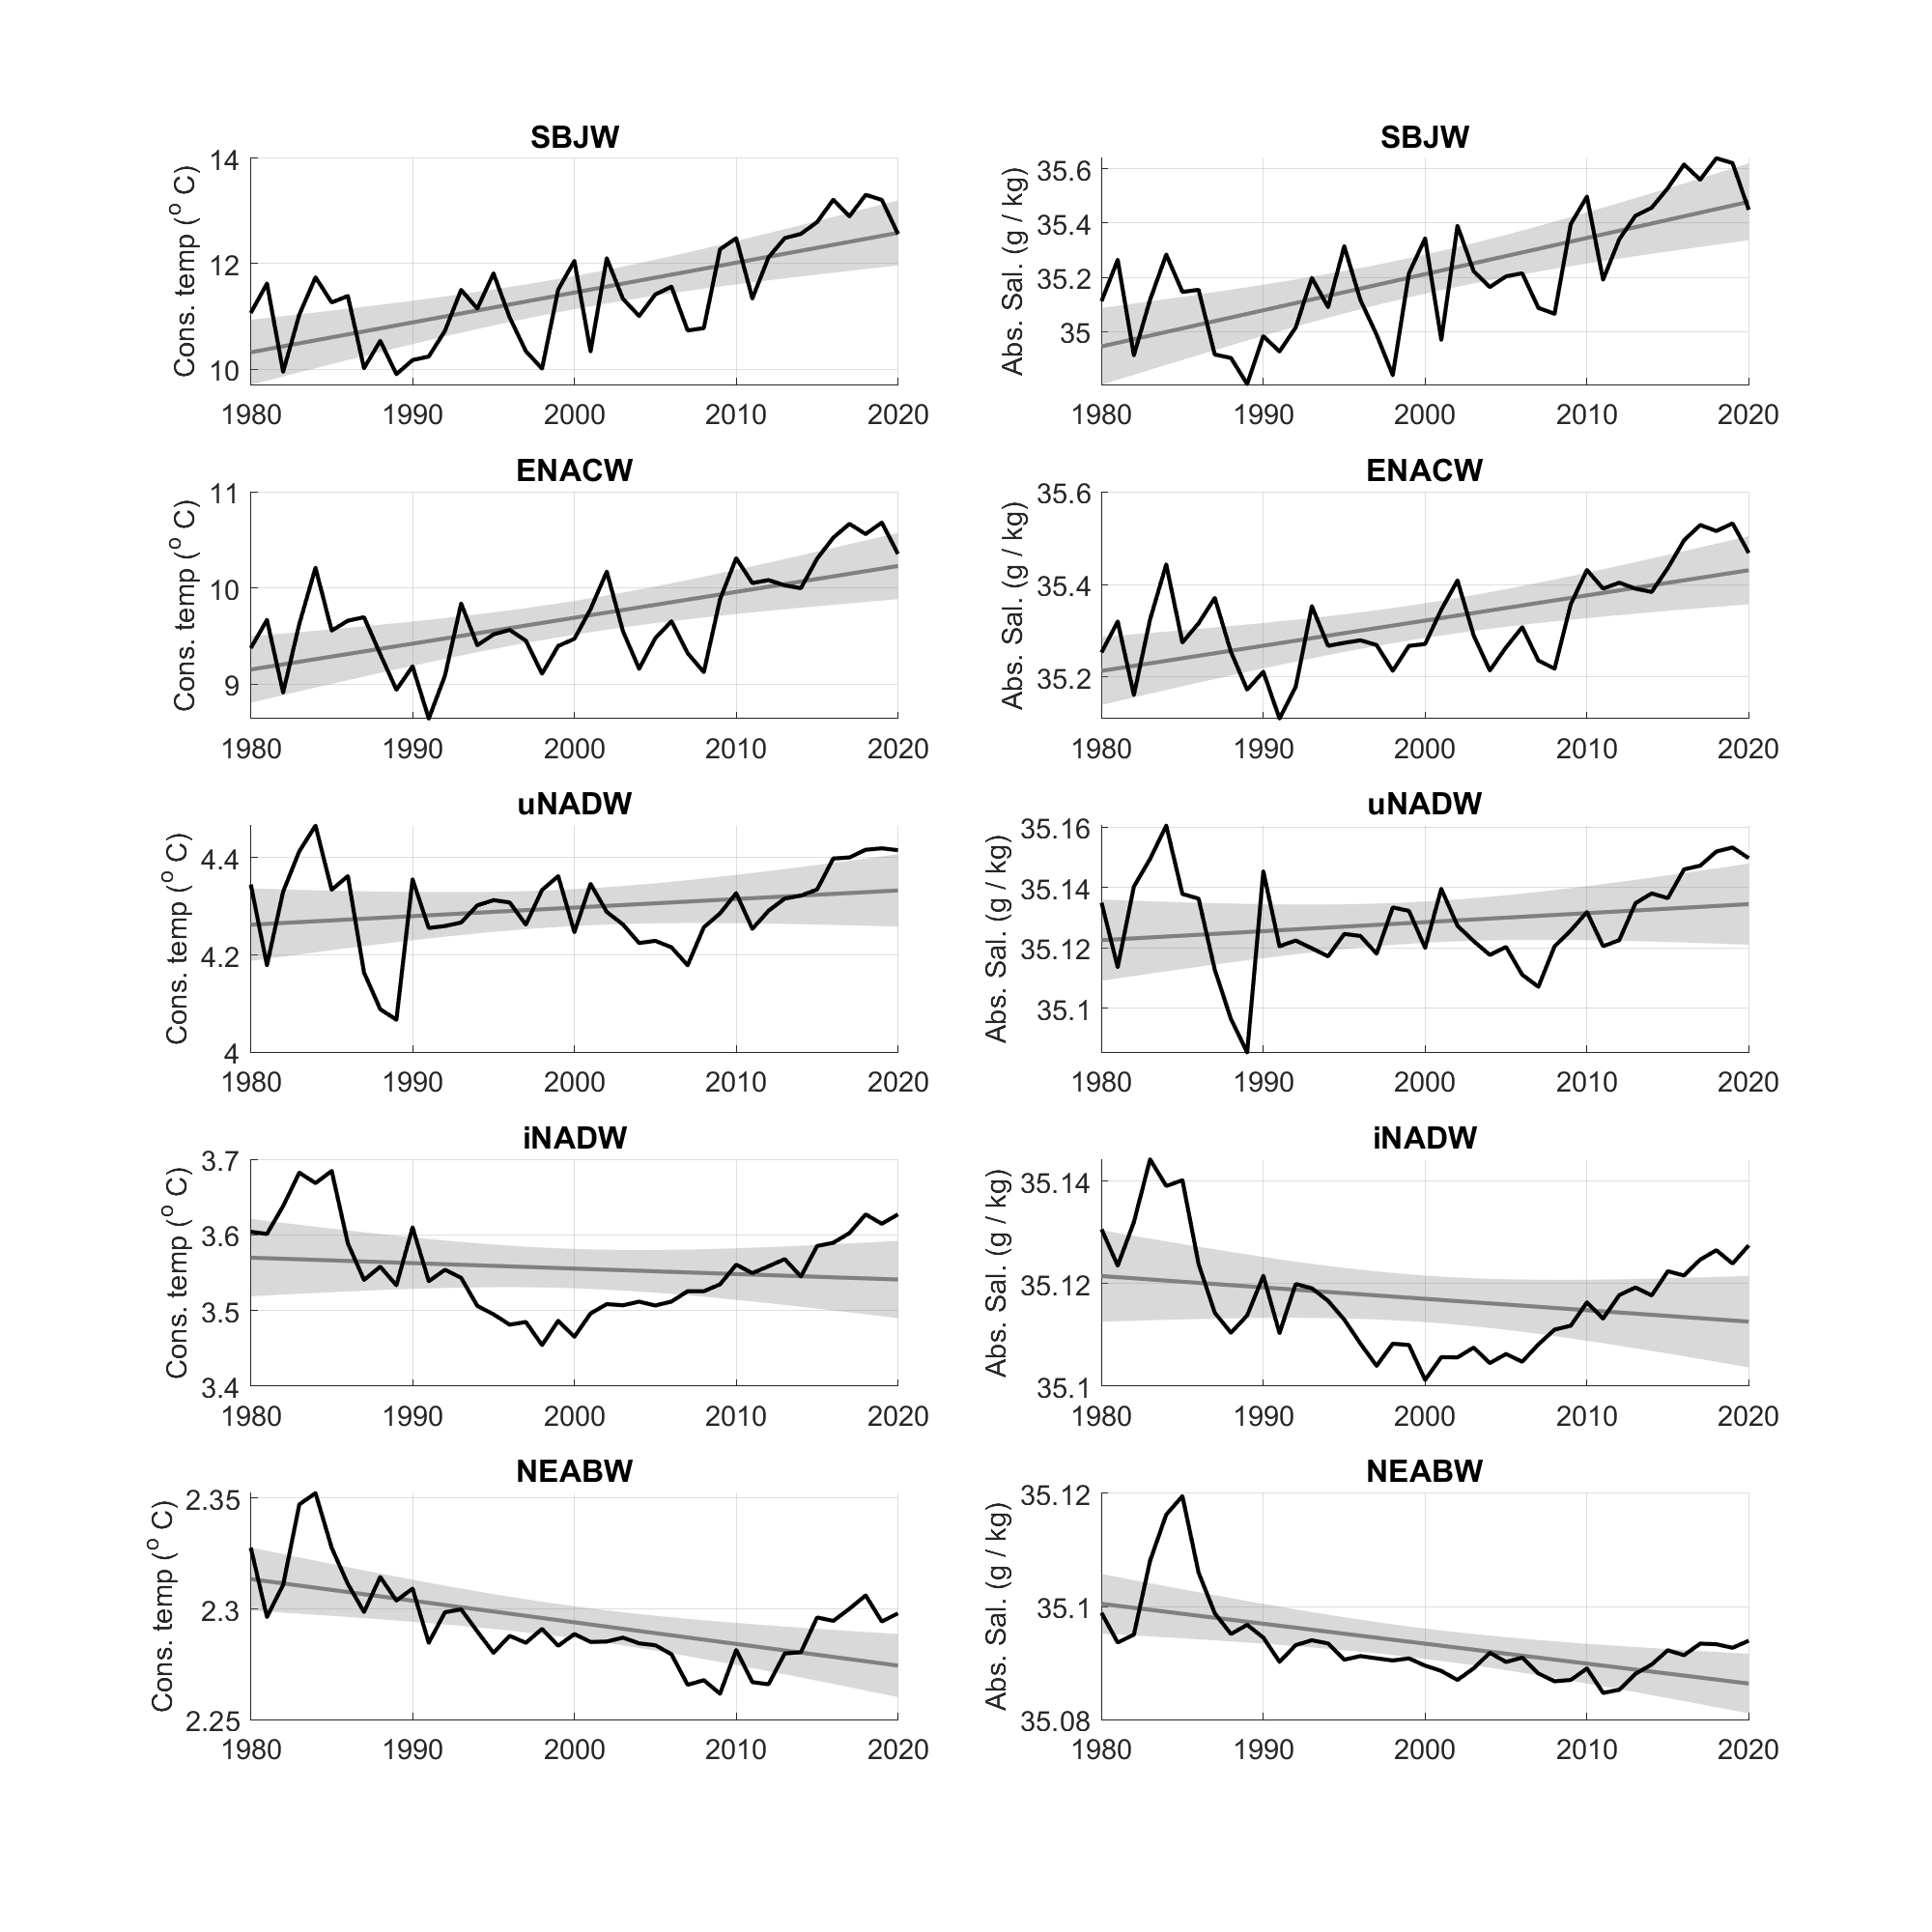 SBJW
Cons. temp (° C)
14
12
10
1980 1990 2000 2010 2020
SBJW
Abs. Sal. (g / kg)
35.6
35.4
35.2
35
1980 1990 2000 2010 2020
ENACW
Cons. temp (° C)
11
10
9
1980 1990 2000 2010 2020
ENACW
Abs. Sal. (g / kg)
35.6
35.4
35.2
1980 1990 2000 2010 2020
uNADW
Cons. temp (° C)
4.4
4.2
4
1980 1990 2000 2010 2020
uNADW
Abs. Sal. (g / kg)
35.16
35.14
35.12
35.1
1980 1990 2000 2010 2020
iNADW
Cons. temp (° C)
3.7
3.6
3.5
3.4
1980 1990 2000 2010 2020
iNADW
Abs. Sal. (g / kg)
35.14
35.12
35.1
1980 1990 2000 2010 2020
NEABW
Cons. temp (° C)
2.35
2.3
2.25
1980 1990 2000 2010 2020
NEABW
Abs. Sal. (g / kg)
35.12
35.1
35.08
1980 1990 2000 2010 2020